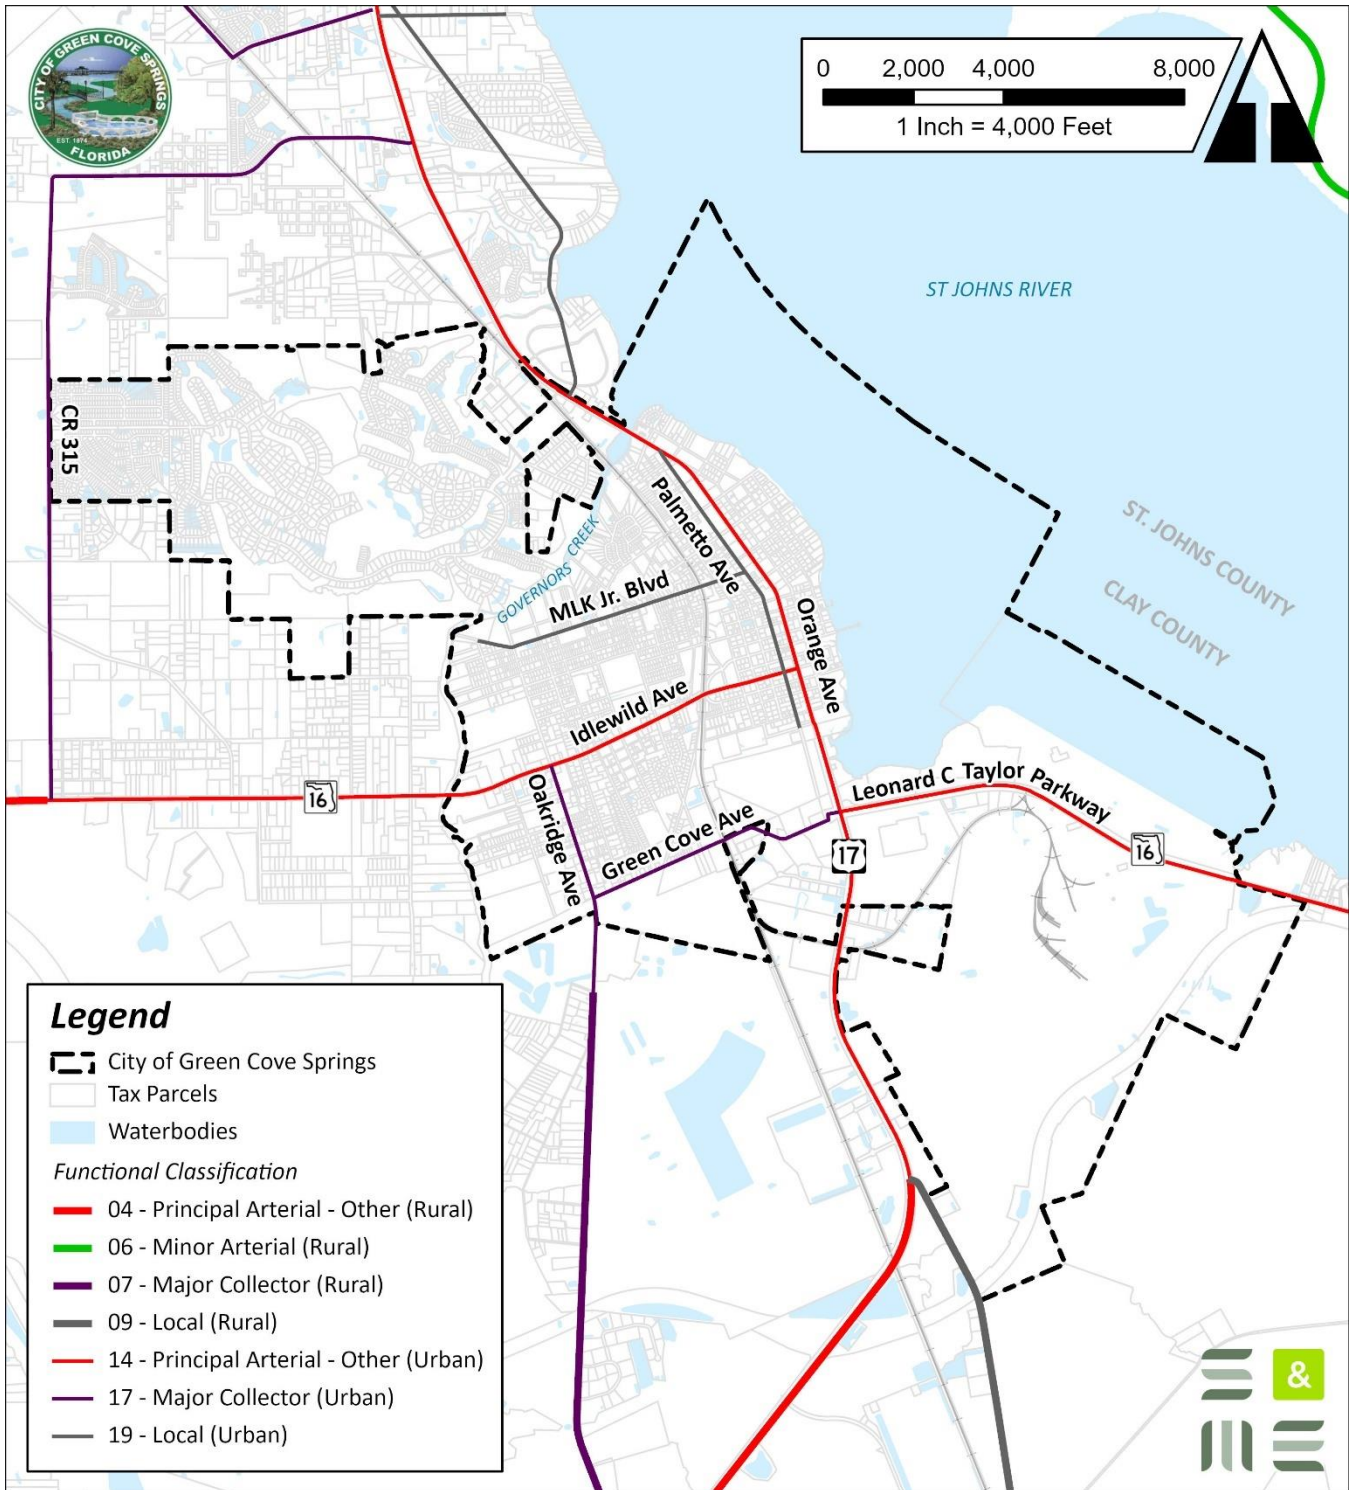 CITY OF GREEN COVE SPRINGS
EST. 1874
FLORIDA
0 2,000 4,000 8,000
1 Inch = 4,000 Feet
ST JOHNS RIVER
CR 315
Palmetto Ave
ST. JOHNS COUNTY
CLAY COUNTY
GOVERNORS CREEK
MLK Jr. Blvd
Orange Ave
Idlewild Ave
16
Oakridge Ave
Green Cove Ave
Leonard C Taylor Parkway
17
16
Legend
City of Green Cove Springs
Tax Parcels
Waterbodies
Functional Classification
04 - Principal Arterial - Other (Rural)
06 - Minor Arterial (Rural)
07 - Major Collector (Rural)
09 - Local (Rural)
14 - Principal Arterial - Other (Urban)
17 - Major Collector (Urban)
19 - Local (Urban)
S&ME